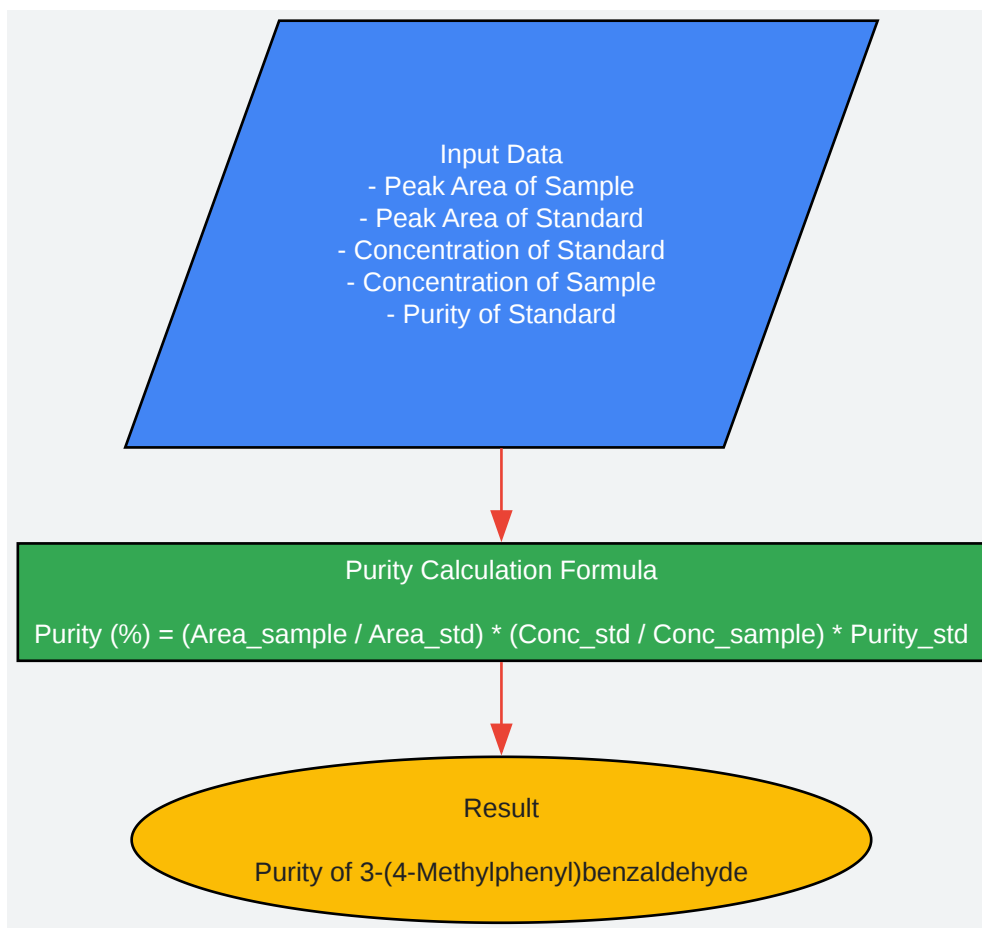 Input Data
- Peak Area of Sample
- Peak Area of Standard
- Concentration of Standard
- Concentration of Sample
- Purity of Standard
Purity Calculation Formula
Purity (%) = (Area_sample / Area_std) * (Conc_std / Conc_sample) * Purity_std
Result
Purity of 3-(4-Methylphenyl)benzaldehyde